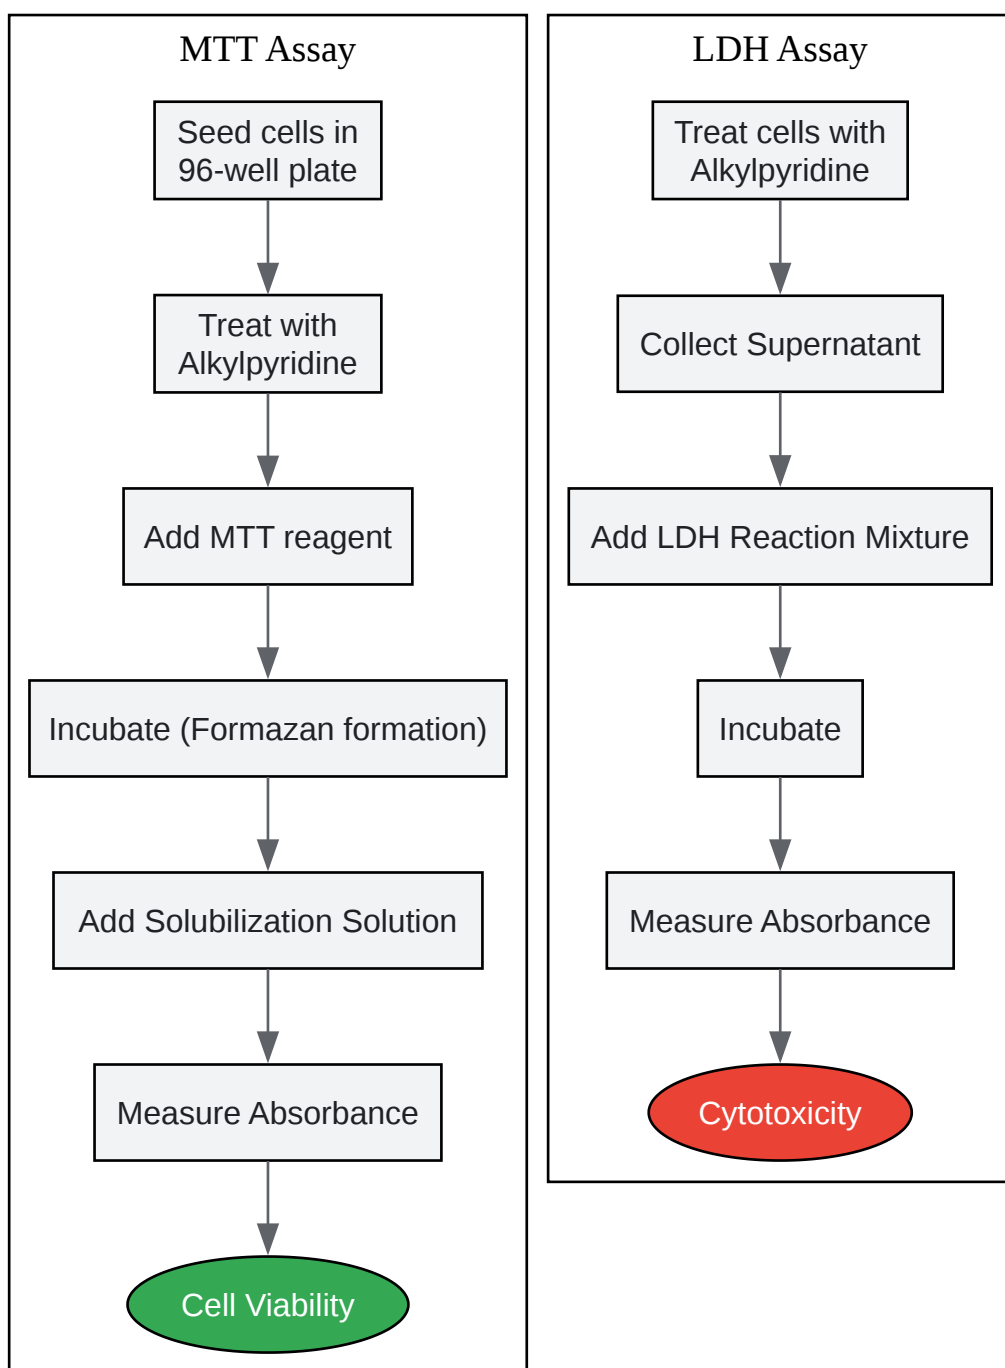 MTT Assay
Seed cells in
96-well plate
Treat with
Alkylpyridine
Add MTT reagent
Incubate (Formazan formation)
Add Solubilization Solution
Measure Absorbance
Cell Viability
LDH Assay
Treat cells with
Alkylpyridine
Collect Supernatant
Add LDH Reaction Mixture
Incubate
Measure Absorbance
Cytotoxicity